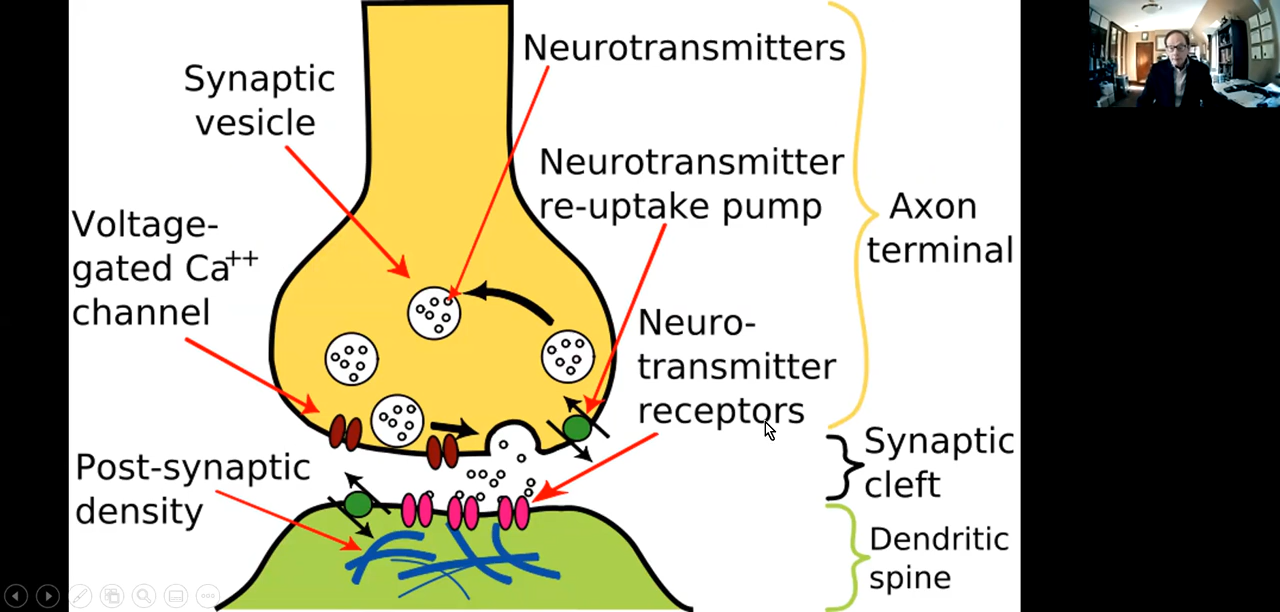 Neurotransmitters
Synaptic
vesicle
Neurotransmitter
re-uptake pump
Axon
terminal
Voltage-
gated Ca++
channel
Neuro-
transmitter
receptors
Synaptic
cleft
Post-synaptic
density
Dendritic
spine